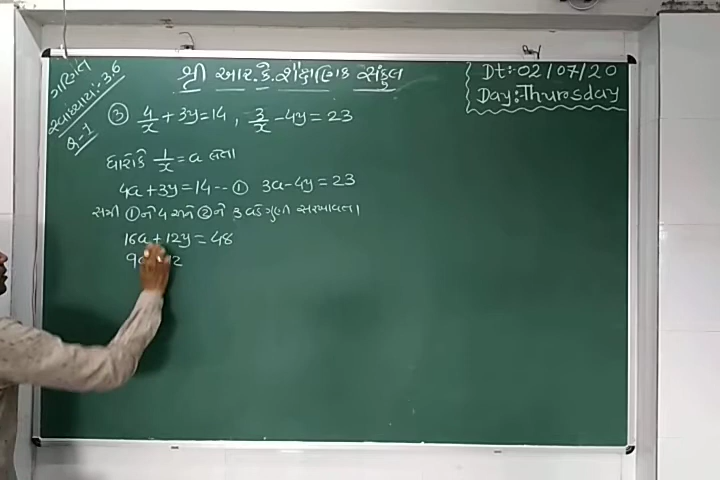 શ્રી આર.કે.શૈક્ષણિક સંકુલ
Dt:02/07/20
Day:Thursday
ગણિત
સ્વાધ્યાય:3.6
Q-1
③ 4/x + 3y = 14 , 3/x - 4y = 23
ધારોકે 1/x = a લેતા
4a + 3y = 14 -- ① 3a - 4y = 23
સમી ①ને 4 અને ②ને 3 વડે ગુણી સરખાવતા
16a + 12y = 48